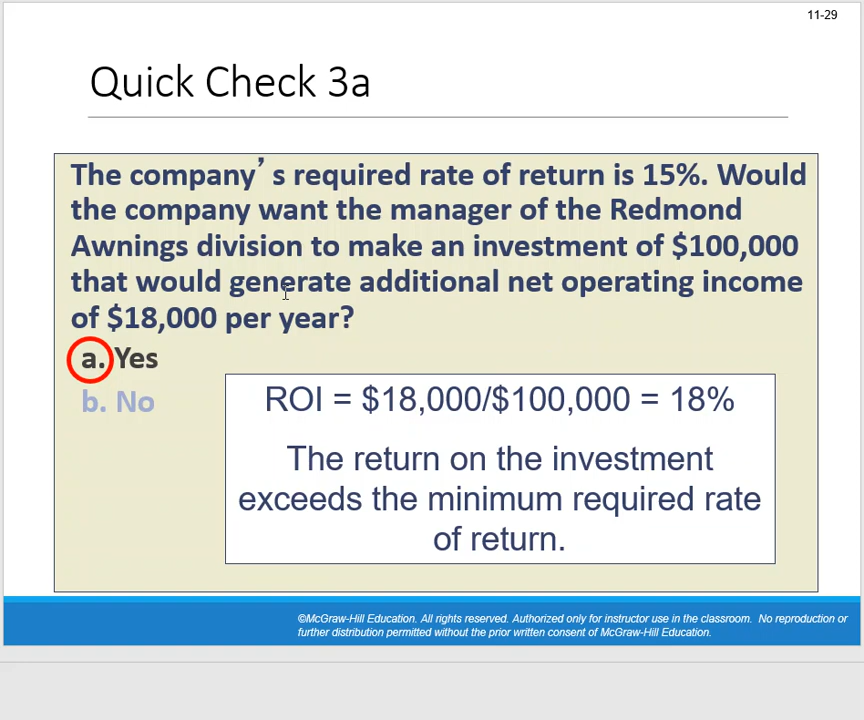 11-29
Quick Check 3a
The company’s required rate of return is 15%. Would
the company want the manager of the Redmond
Awnings division to make an investment of $100,000
that would generate additional net operating income
of $18,000 per year?
a. Yes
b. No
ROI = $18,000/$100,000 = 18%
The return on the investment
exceeds the minimum required rate
of return.
©McGraw-Hill Education. All rights reserved. Authorized only for instructor use in the classroom. No reproduction or
further distribution permitted without the prior written consent of McGraw-Hill Education.